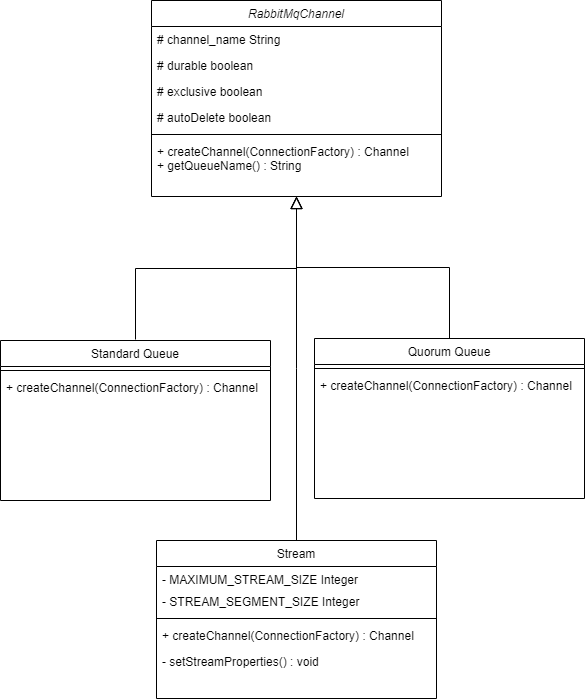 RabbitMqChannel
# channel_name String
# durable boolean
# exclusive boolean
# autoDelete boolean
+ createChannel(ConnectionFactory) : Channel
+ getQueueName() : String
Standard Queue
+ createChannel(ConnectionFactory) : Channel
Quorum Queue
+ createChannel(ConnectionFactory) : Channel
Stream
- MAXIMUM_STREAM_SIZE Integer
- STREAM_SEGMENT_SIZE Integer
+ createChannel(ConnectionFactory) : Channel
- setStreamProperties() : void